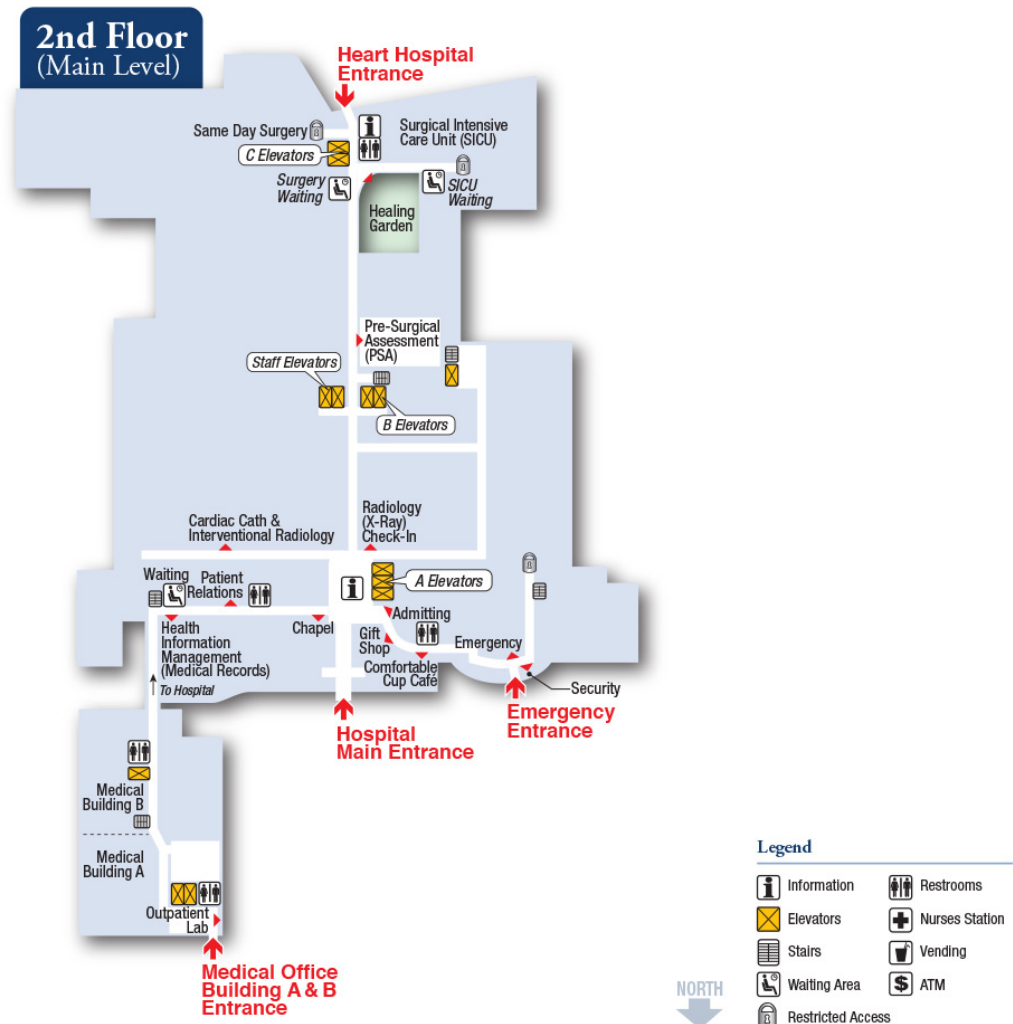 2nd Floor
(Main Level)
Heart Hospital
Entrance
Same Day Surgery
Surgical Intensive
Care Unit (SICU)
C Elevators
Surgery
Waiting
SICU
Waiting
Healing
Garden
Pre-Surgical
Assessment
(PSA)
Staff Elevators
B Elevators
Radiology
(X-Ray)
Check-In
Cardiac Cath &
Interventional Radiology
Waiting
Patient
Relations
A Elevators
Admitting
Health
Information
Management
(Medical Records)
Chapel
Gift
Shop
Emergency
Comfortable
Cup Café
To Hospital
Security
Emergency
Entrance
Hospital
Main Entrance
Medical
Building B
Medical
Building A
Outpatient
Lab
Medical Office
Building A & B
Entrance
NORTH
Legend
Information
Restrooms
Elevators
Nurses Station
Stairs
Vending
Waiting Area
$ ATM
Restricted Access